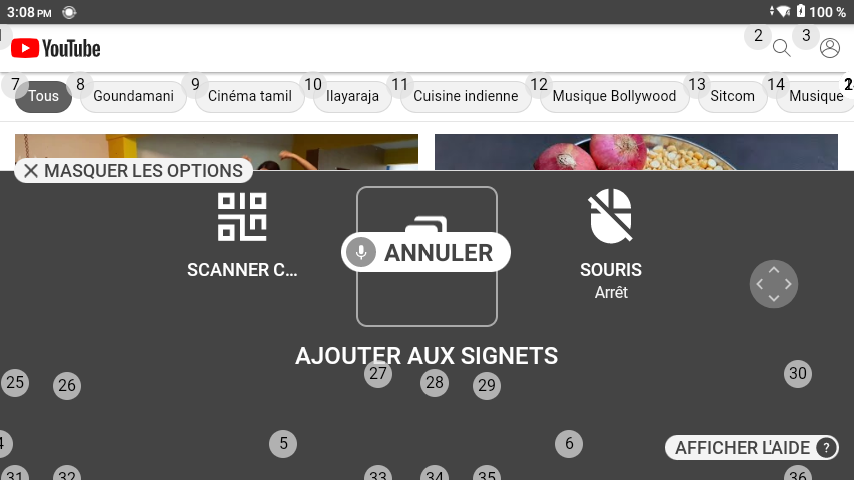 3:08 PM
100 %
2
3
YouTube
7
8
9
10
11
12
13
14
Tous
Goundamani
Cinéma tamil
Ilayaraja
Cuisine indienne
Musique Bollywood
Sitcom
Musique
MASQUER LES OPTIONS
SCANNER C...
ANNULER
SOURIS
Arrêt
AJOUTER AUX SIGNETS
25
26
27
28
29
30
4
5
6
AFFICHER L'AIDE ?
31
32
33
34
35
36